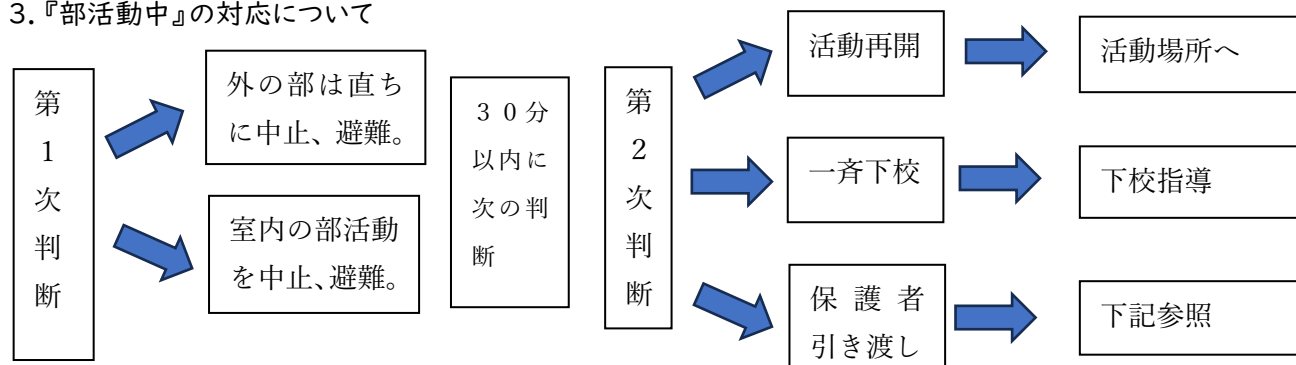 3.『部活動中』の対応について
第
1
次
判
断
外の部は直ち
に中止、避難。
室内の部活動
を中止、避難。
30分
以内に
次の判
断
第
2
次
判
断
活動再開
活動場所へ
一斉下校
下校指導
保護者
引き渡し
下記参照